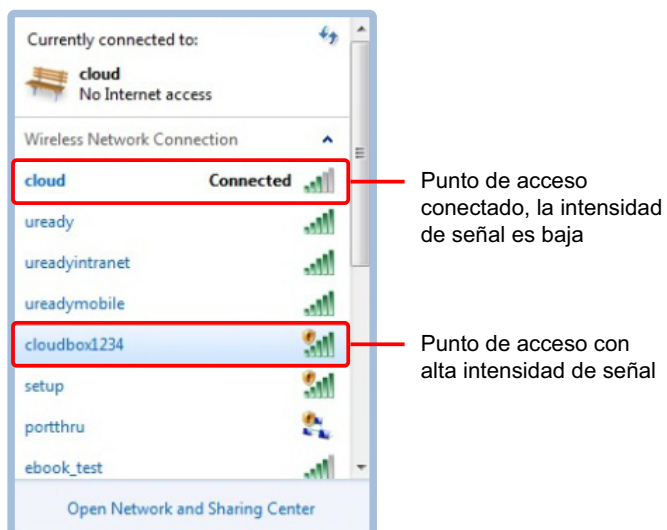 Currently connected to:
cloud
No Internet access
Wireless Network Connection
cloud Connected
uready
ureadyintranet
ureadymobile
cloudbox1234
setup
portthru
ebook_test
Open Network and Sharing Center
Punto de acceso
conectado, la intensidad
de señal es baja
Punto de acceso con
alta intensidad de señal